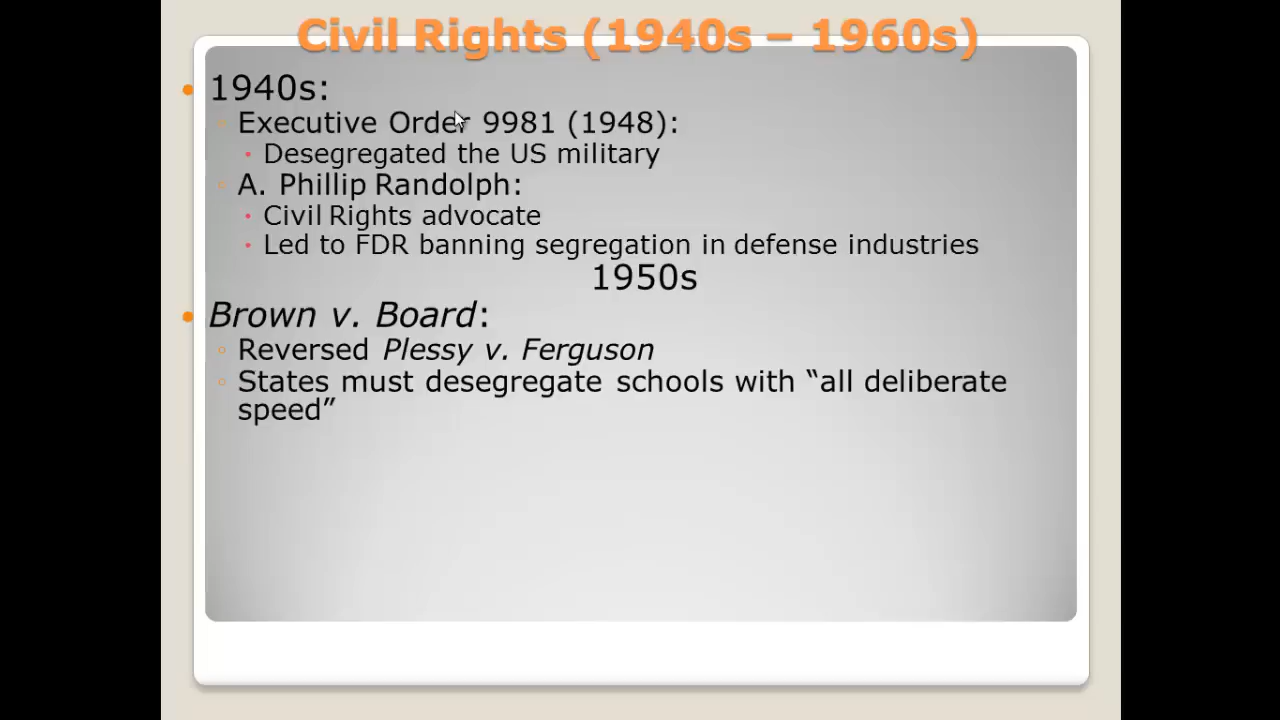 Civil Rights (1940s – 1960s)
• 1940s:
◦ Executive Order 9981 (1948):
• Desegregated the US military
◦ A. Phillip Randolph:
• Civil Rights advocate
• Led to FDR banning segregation in defense industries
1950s
• Brown v. Board:
◦ Reversed Plessy v. Ferguson
◦ States must desegregate schools with “all deliberate
speed”